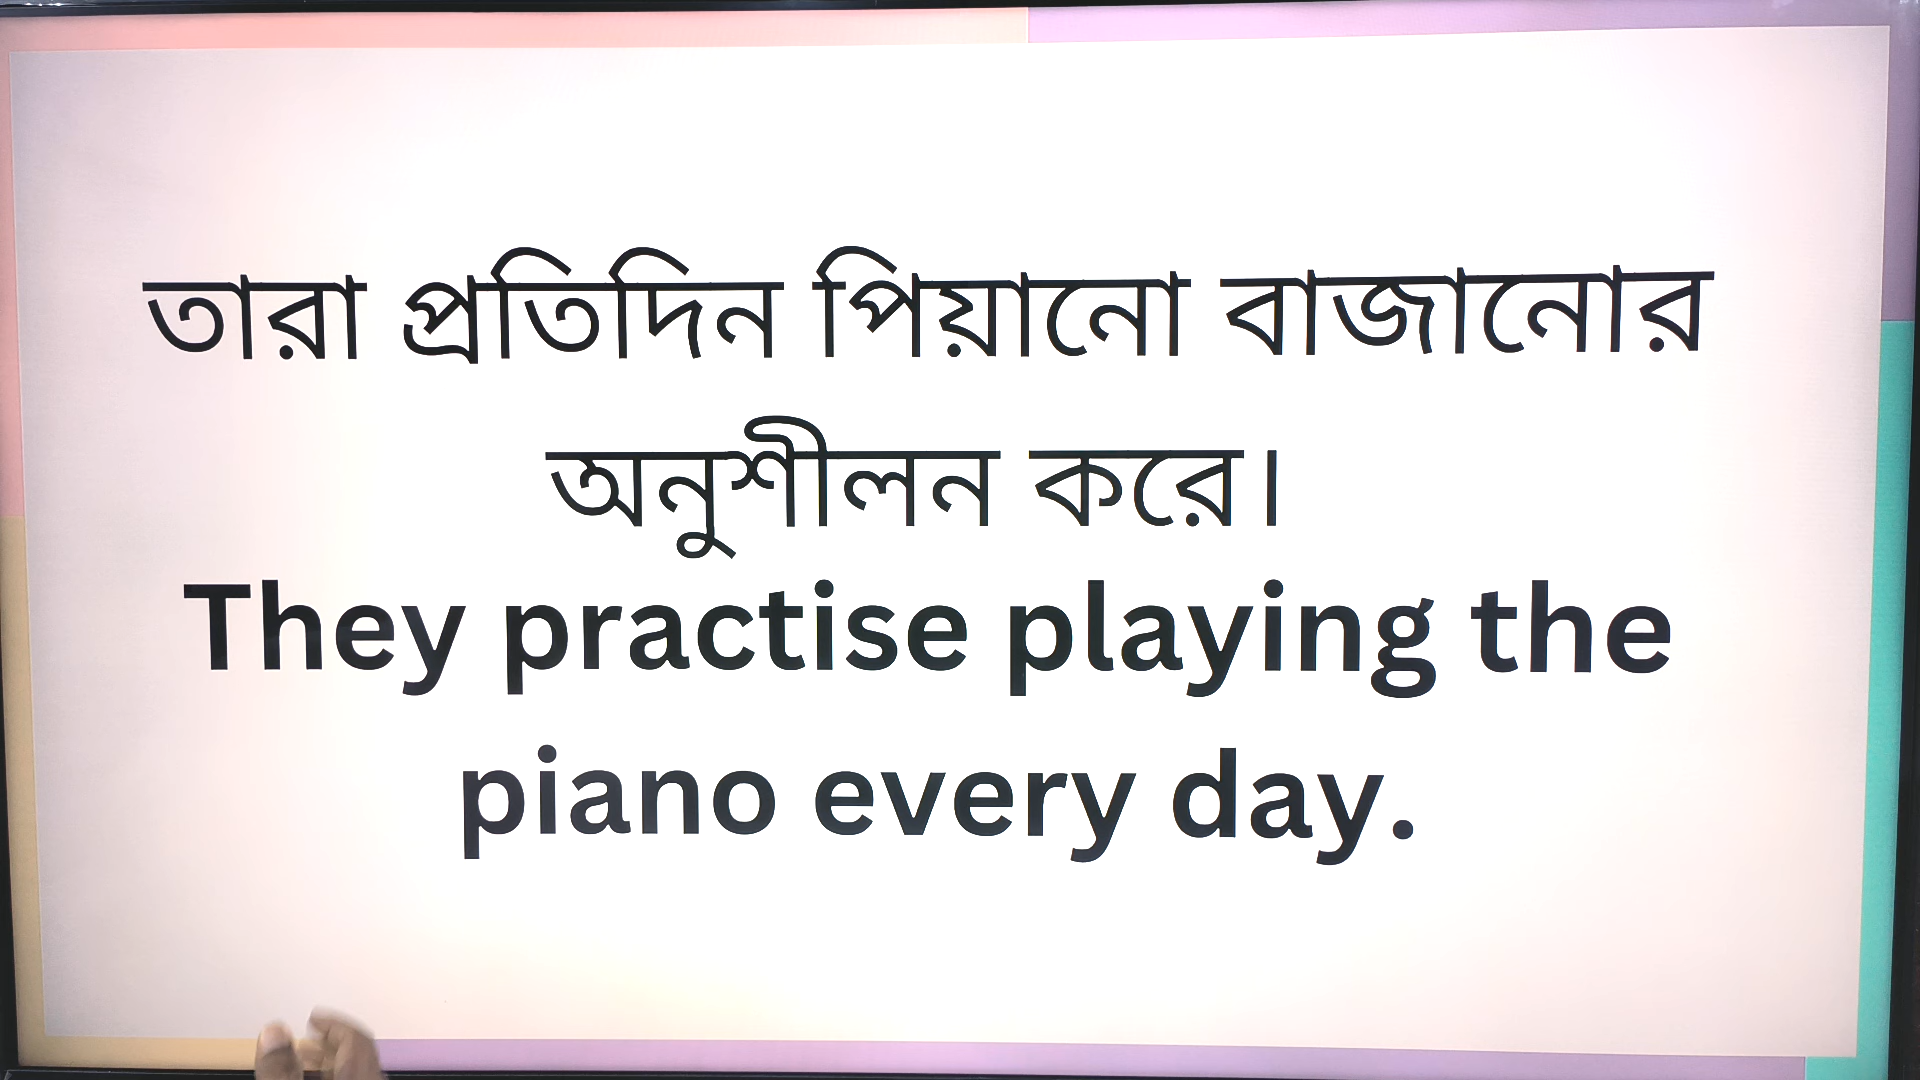 তারা প্রতিদিন পিয়ানো বাজানোর
অনুশীলন করে।
They practise playing the
piano every day.